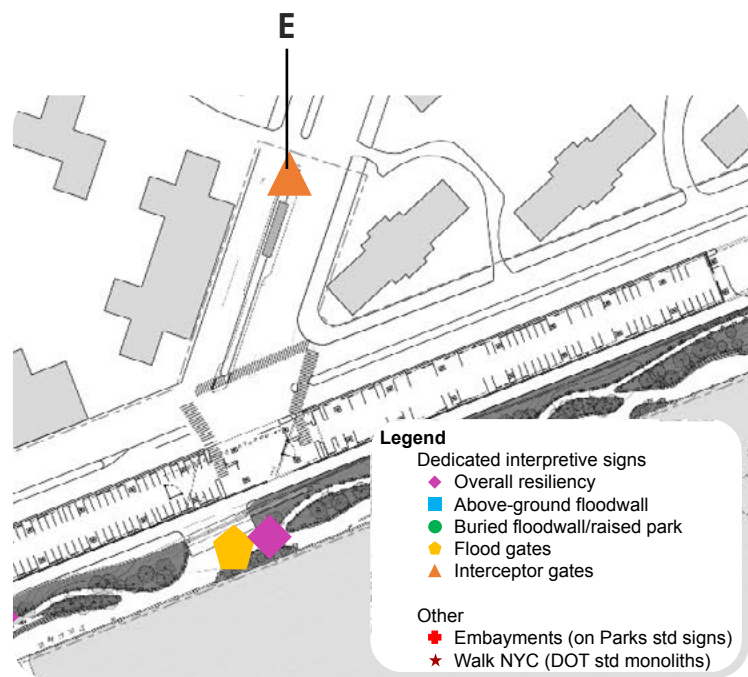 E
Legend
Dedicated interpretive signs
Overall resiliency
Above-ground floodwall
Buried floodwall/raised park
Flood gates
Interceptor gates
Other
Embayments (on Parks std signs)
Walk NYC (DOT std monoliths)